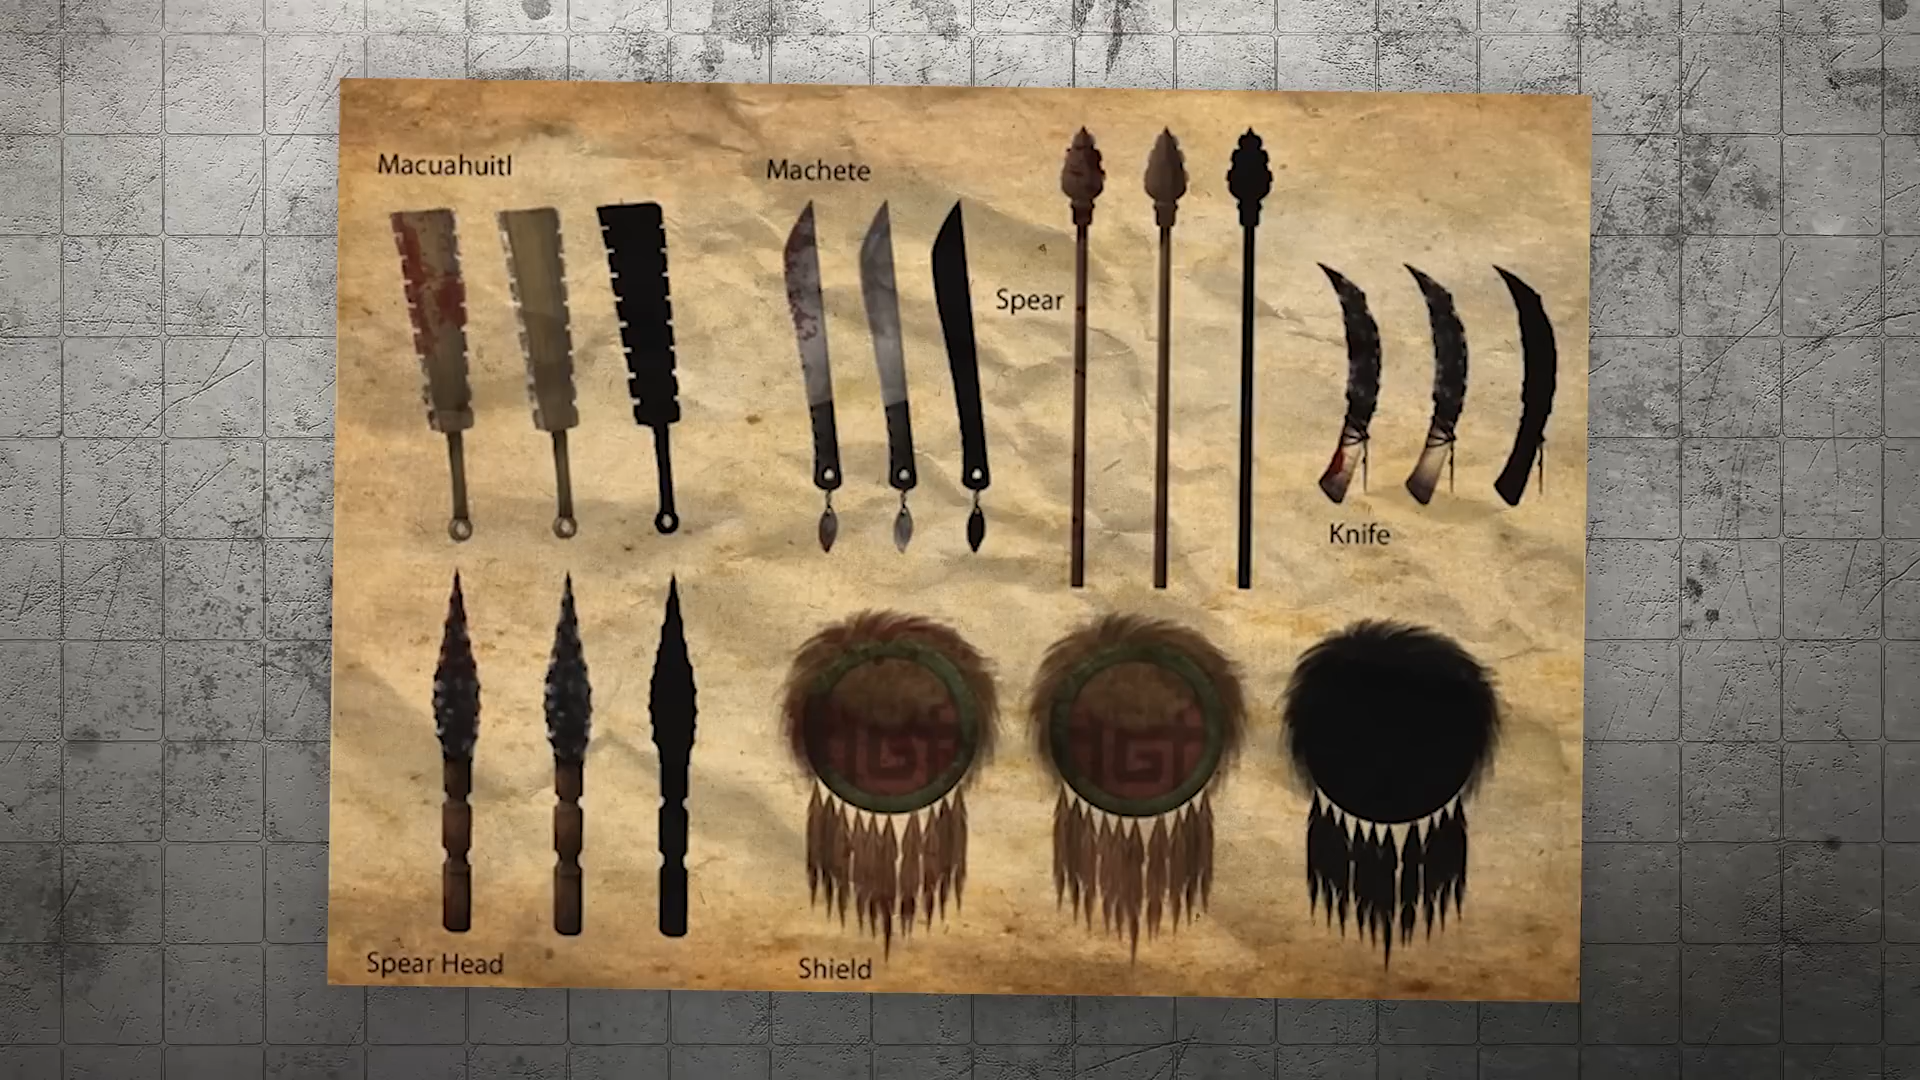 Macuahuitl
Machete
Spear
Knife
Spear Head
Shield